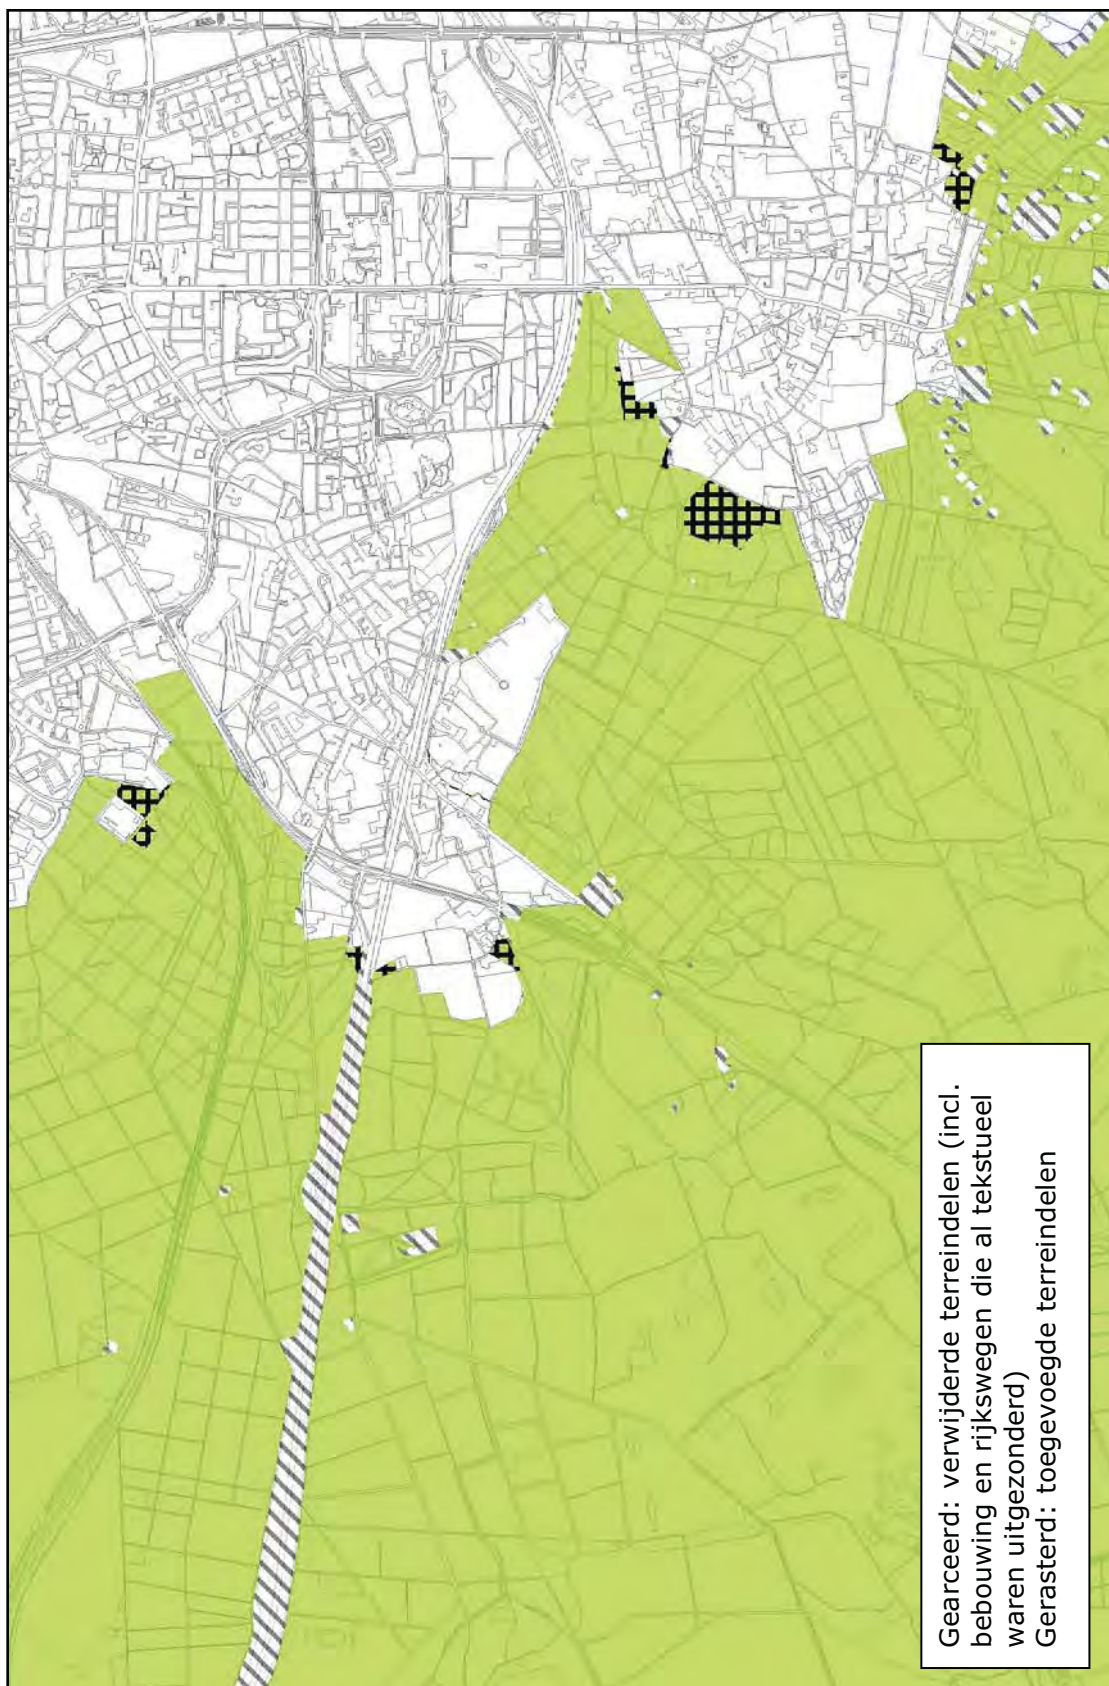 Gearceerd: verwijderde terreindelen (incl.
bebouwing en rijkswegen die al tekstueel
waren uitgezonderd)
Gerasterd: toegevoegde terreindelen